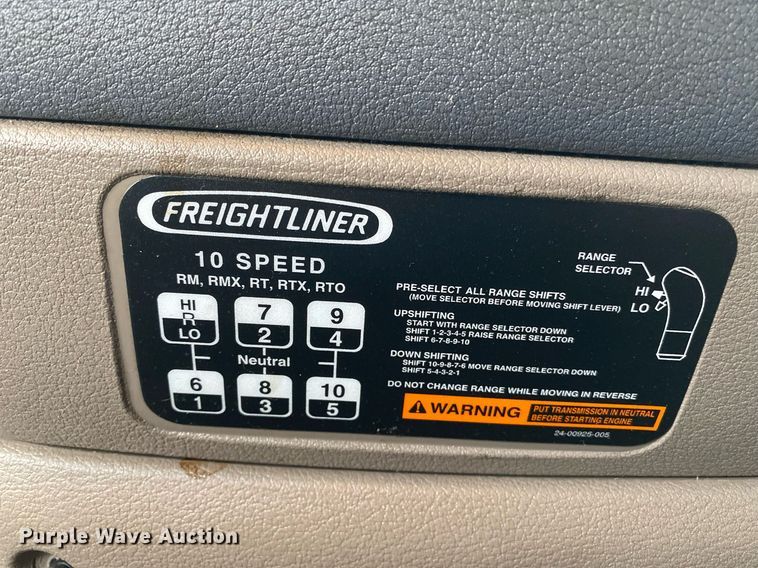 FREIGHTLINER
10 SPEED
RM, RMX, RT, RTX, RTO
HI
R
LO
7
2
9
4
Neutral
6
1
8
3
10
5
PRE-SELECT ALL RANGE SHIFTS
(MOVE SELECTOR BEFORE MOVING SHIFT LEVER)
UPSHIFTING
START WITH RANGE SELECTOR DOWN
SHIFT 1-2-3-4-5 RAISE RANGE SELECTOR
SHIFT 6-7-8-9-10
DOWN SHIFTING
SHIFT 10-9-8-7-6 MOVE RANGE SELECTOR DOWN
SHIFT 5-4-3-2-1
DO NOT CHANGE RANGE WHILE MOVING IN REVERSE
WARNING
PUT TRANSMISSION IN NEUTRAL
BEFORE STARTING ENGINE
24-00926-005
RANGE
SELECTOR
HI
LO
Purple Wave Auction